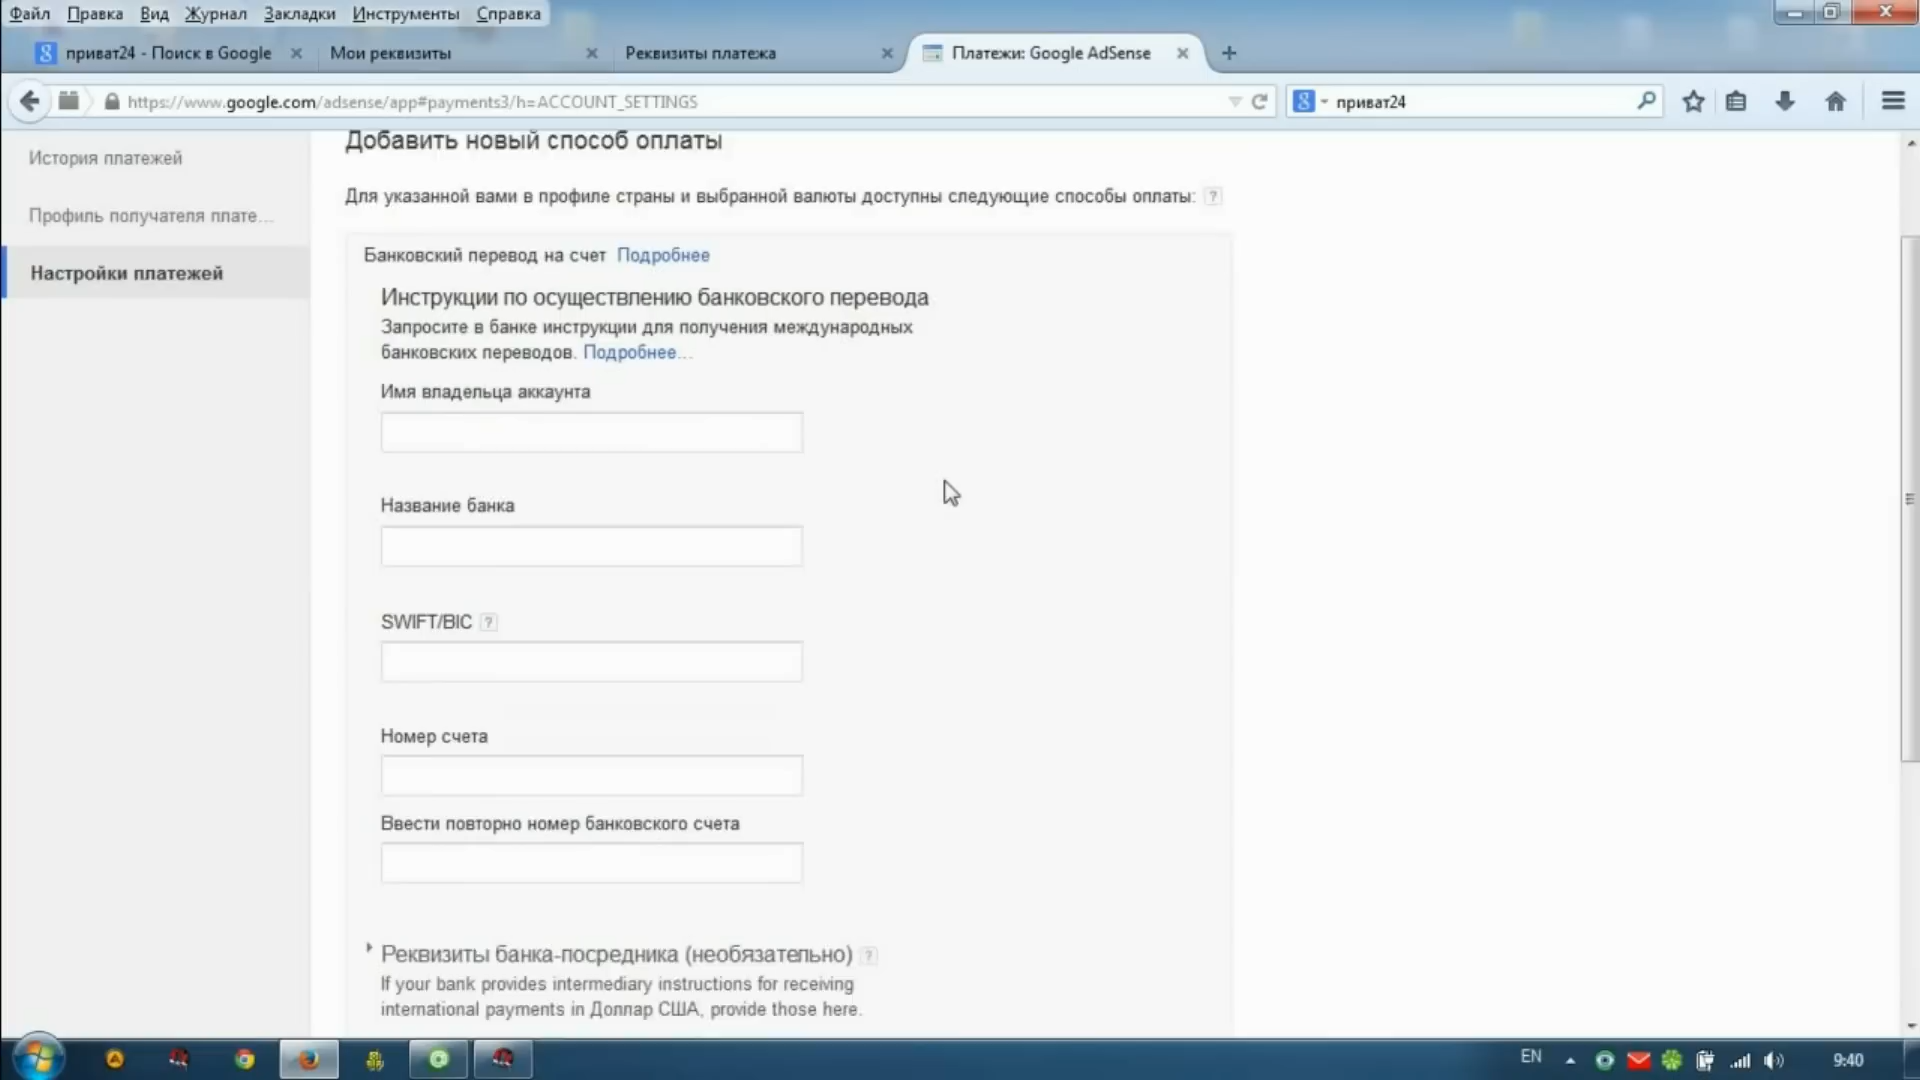 Файл Правка Вид Журнал Закладки Инструменты Справка
приват24 - Поиск в Google
Мои реквизиты
Реквизиты платежа
Платежи: Google AdSense
https://www.google.com/adsense/app#payments3/h=ACCOUNT_SETTINGS
приват24
История платежей
Профиль получателя плате...
Настройки платежей
Добавить новый способ оплаты
Для указанной вами в профиле страны и выбранной валюты доступны следующие способы оплаты: ?
Банковский перевод на счет Подробнее
Инструкции по осуществлению банковского перевода
Запросите в банке инструкции для получения международных
банковских переводов. Подробнее...
Имя владельца аккаунта
Название банка
SWIFT/BIC ?
Номер счета
Ввести повторно номер банковского счета
Реквизиты банка-посредника (необязательно) ?
If your bank provides intermediary instructions for receiving
international payments in Доллар США, provide those here.
EN
9:40